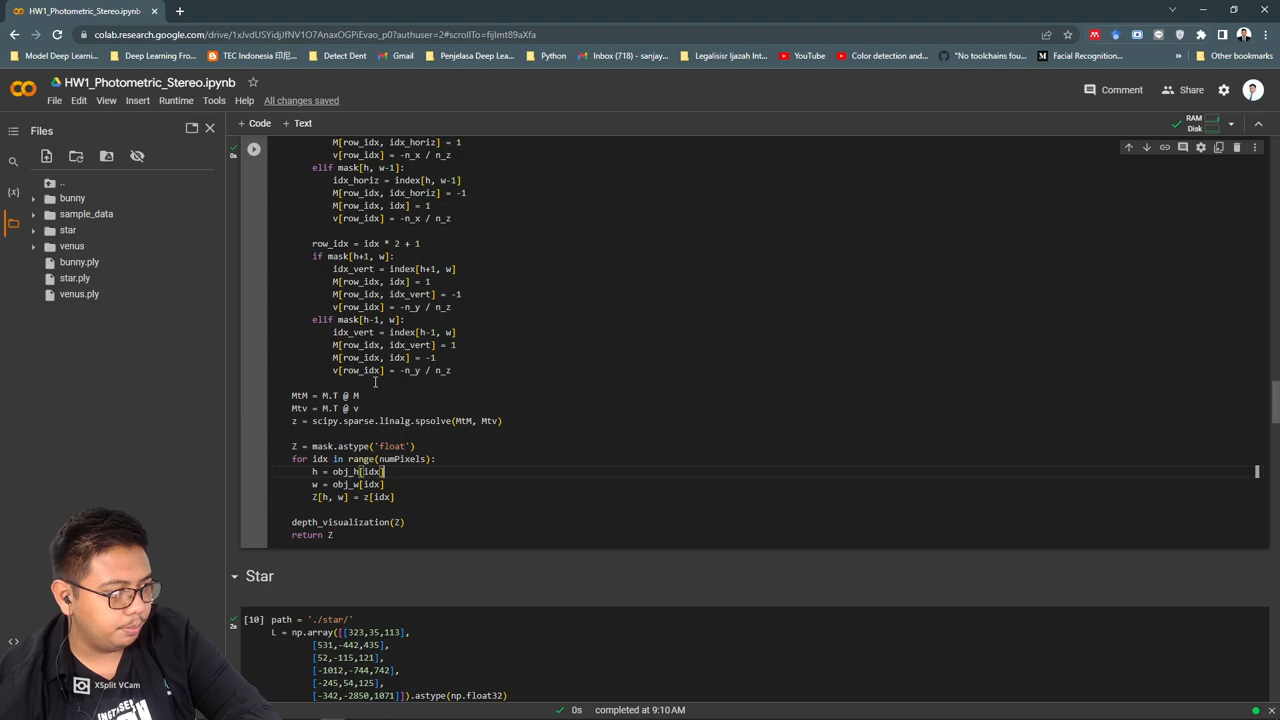 HW1_Photometric_Stereo.ipynb
colab.research.google.com/drive/1xJvdUSYidjJfNV1O7AnaxOGPiEvao_p0?authuser=2#scrollTo=fijImt89aXfa
Model Deep Learni... Deep Learning Fro... Biography TEC Indonesia 印尼... Detect Dent Gmail Penjelasa Deep Lea... Python Inbox (718) - sanjay... Legalisir Ijazah Int... YouTube Color detection and... "No toolchains fou... Facial Recognition... Other bookmarks
HW1_Photometric_Stereo.ipynb
File Edit View Insert Runtime Tools Help All changes saved
Comment Share
Files
+ Code + Text
RAM
Disk
..
bunny
sample_data
star
venus
bunny.ply
star.ply
venus.ply
0s
M[row_idx, idx_horiz] = 1
v[row_idx] = -n_x / n_z
elif mask[h, w-1]:
idx_horiz = index[h, w-1]
M[row_idx, idx_horiz] = -1
M[row_idx, idx] = 1
v[row_idx] = -n_x / n_z
row_idx = idx * 2 + 1
if mask[h+1, w]:
idx_vert = index[h+1, w]
M[row_idx, idx] = 1
M[row_idx, idx_vert] = -1
v[row_idx] = -n_y / n_z
elif mask[h-1, w]:
idx_vert = index[h-1, w]
M[row_idx, idx_vert] = 1
M[row_idx, idx] = -1
v[row_idx] = -n_y / n_z
MtM = M.T @ M
Mtv = M.T @ v
z = scipy.sparse.linalg.spsolve(MtM, Mtv)
Z = mask.astype('float')
for idx in range(numPixels):
h = obj_h[idx]
w = obj_w[idx]
Z[h, w] = z[idx]
depth_visualization(Z)
return Z
Star
[10] path = './star/'
2s
L = np.array([[323,35,113],
[531,-442,435],
[52,-115,121],
[-1012,-744,742],
[-245,54,125],
[-342,-2850,1071]]).astype(np.float32)
XSplit VCam
0s completed at 9:10 AM